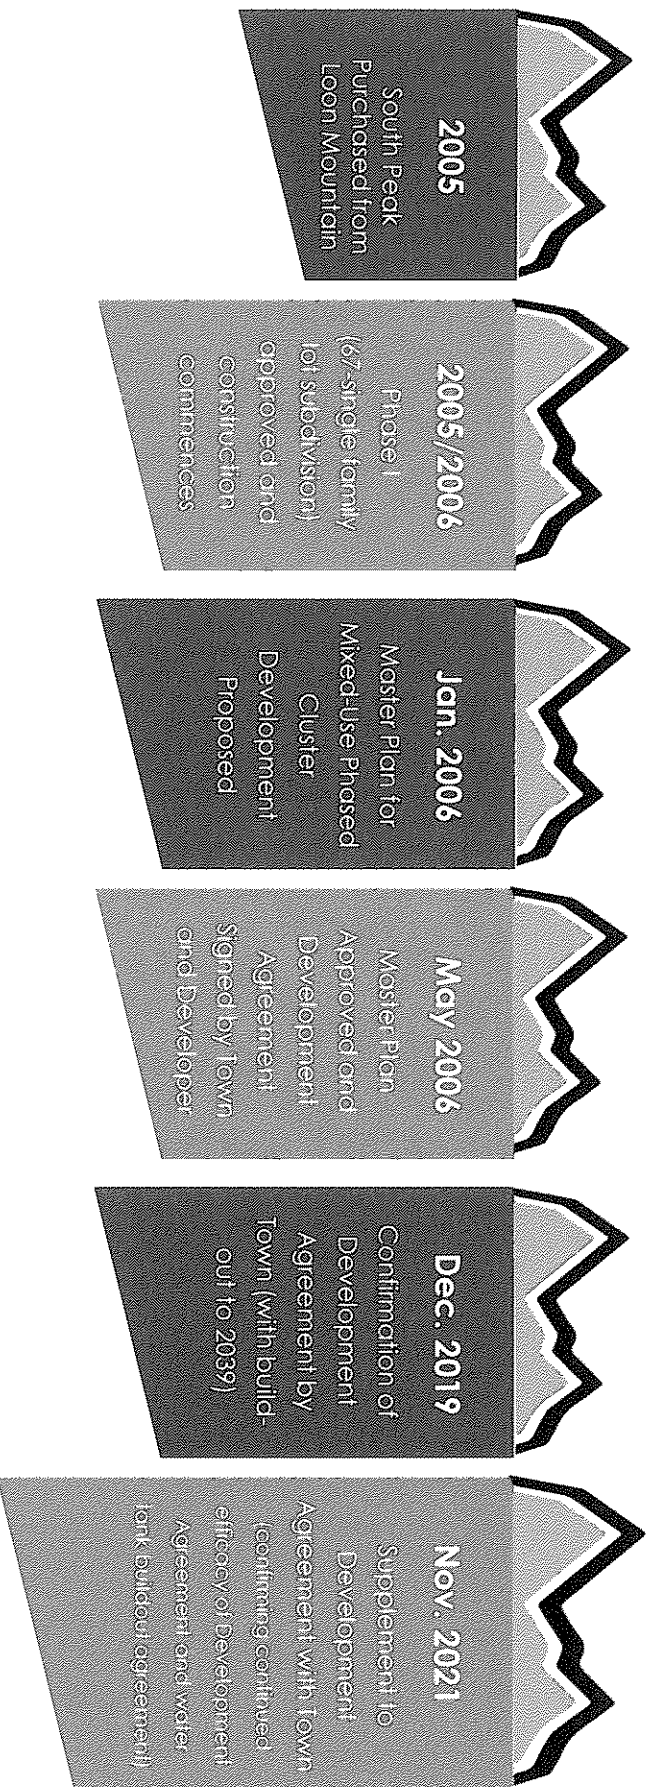 2005
South Peak
Purchased from
Loon Mountain
2005/2006
Phase I
(67-single family
lot subdivision)
approved and
construction
commences
Jan. 2006
Master Plan for
Mixed-Use Phased
Cluster
Development
Proposed
May 2006
Master Plan
Approved and
Development
Agreement
Signed by Town
and Developer
Dec. 2019
Confirmation of
Development
Agreement by
Town (with build-
out to 2039)
Nov. 2021
Supplement to
Development
Agreement with Town
(confirming continued
efficacy of Development
Agreement and water
tank buildout agreement)